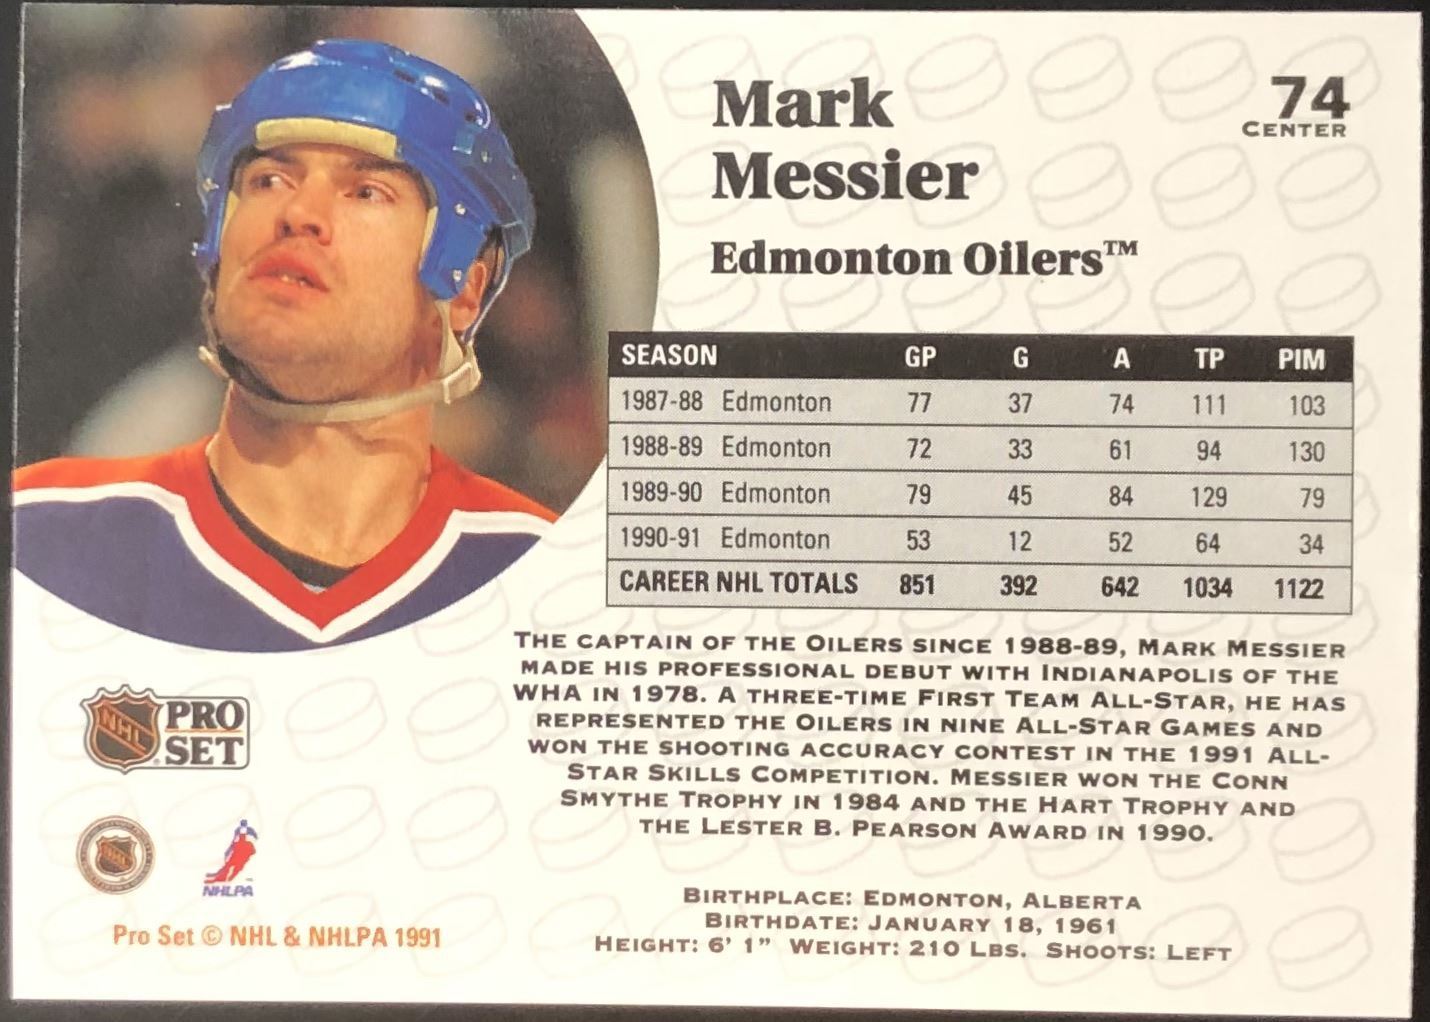 Mark
Messier
74
CENTER
Edmonton Oilers™
SEASON GP G A TP PIM
1987-88 Edmonton 77 37 74 111 103
1988-89 Edmonton 72 33 61 94 130
1989-90 Edmonton 79 45 84 129 79
1990-91 Edmonton 53 12 52 64 34
CAREER NHL TOTALS 851 392 642 1034 1122
THE CAPTAIN OF THE OILERS SINCE 1988-89, MARK MESSIER
MADE HIS PROFESSIONAL DEBUT WITH INDIANAPOLIS OF THE
WHA IN 1978. A THREE-TIME FIRST TEAM ALL-STAR, HE HAS
REPRESENTED THE OILERS IN NINE ALL-STAR GAMES AND
WON THE SHOOTING ACCURACY CONTEST IN THE 1991 ALL-
STAR SKILLS COMPETITION. MESSIER WON THE CONN
SMYTHE TROPHY IN 1984 AND THE HART TROPHY AND
THE LESTER B. PEARSON AWARD IN 1990.
NHL PRO
SET
NHL
NHLPA
Pro Set © NHL & NHLPA 1991
BIRTHPLACE: EDMONTON, ALBERTA
BIRTHDATE: JANUARY 18, 1961
HEIGHT: 6' 1" WEIGHT: 210 LBS. SHOOTS: LEFT